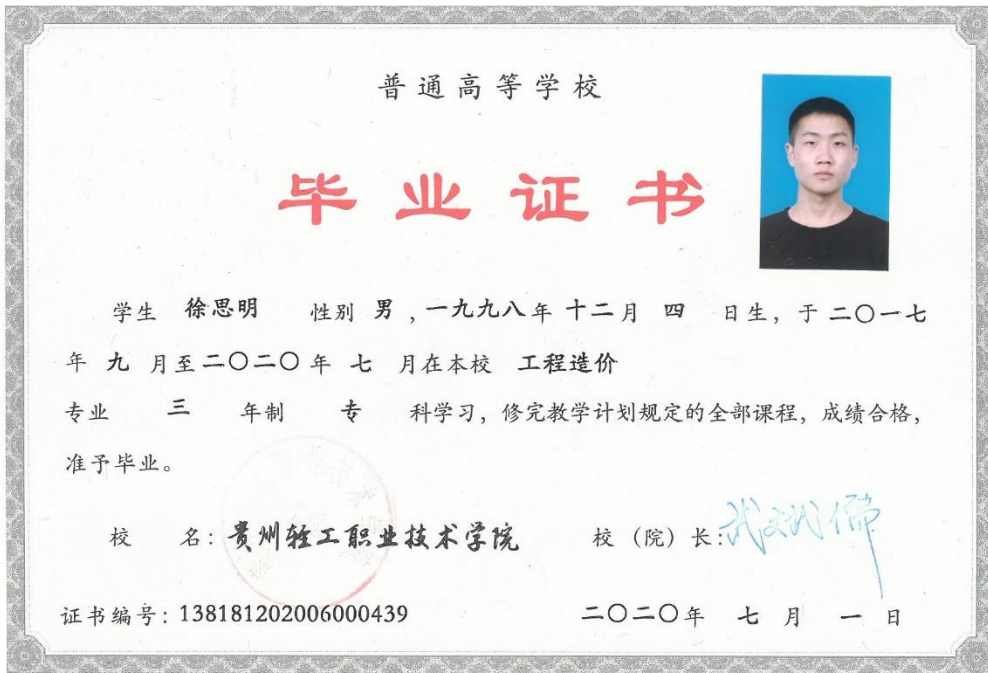 普通高等学校
毕业证书
学生 徐思明 性别 男 ,一九九八年 十二月 四 日生，于二〇一七
年 九 月至二〇二〇年 七 月在本校 工程造价
专业 三 年制 专 科学习，修完教学计划规定的全部课程，成绩合格，
准予毕业。
校 名：贵州轻工职业技术学院 校（院）长：
证书编号：138181202006000439 二〇二〇年 七 月 一 日